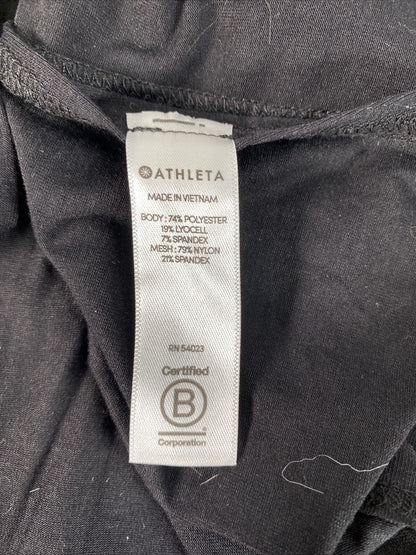 ATHLETA
MADE IN VIETNAM
BODY : 74% POLYESTER
19% LYOCELL
7% SPANDEX
MESH : 79% NYLON
21% SPANDEX
RN 54023
Certified
B
Corporation